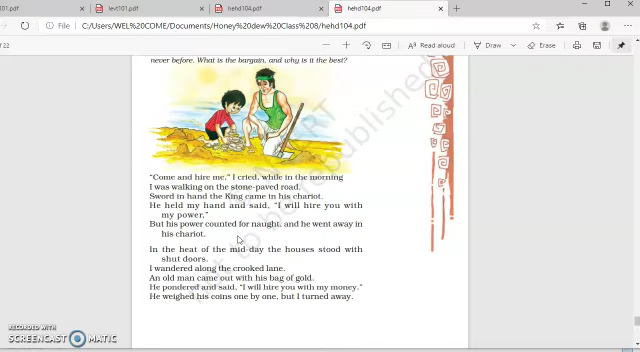 101.pdf
levt101.pdf
hehd104.pdf
hehd104.pdf
File
C:/Users/WEL%20COME/Documents/Honey%20dew%20Class%208/hehd104.pdf
of 22
Read aloud
Draw
Erase
never before. What is the bargain, and why is it the best?
“Come and hire me,” I cried, while in the morning
I was walking on the stone-paved road.
Sword in hand the King came in his chariot.
He held my hand and said, “I will hire you with
my power,”
But his power counted for naught, and he went away in
his chariot.
In the heat of the mid-day the houses stood with
shut doors.
I wandered along the crooked lane.
An old man came out with his bag of gold.
He pondered and said, “I will hire you with my money.”
He weighed his coins one by one, but I turned away.
not to be republished
RECORDED WITH
SCREENCAST MATIC